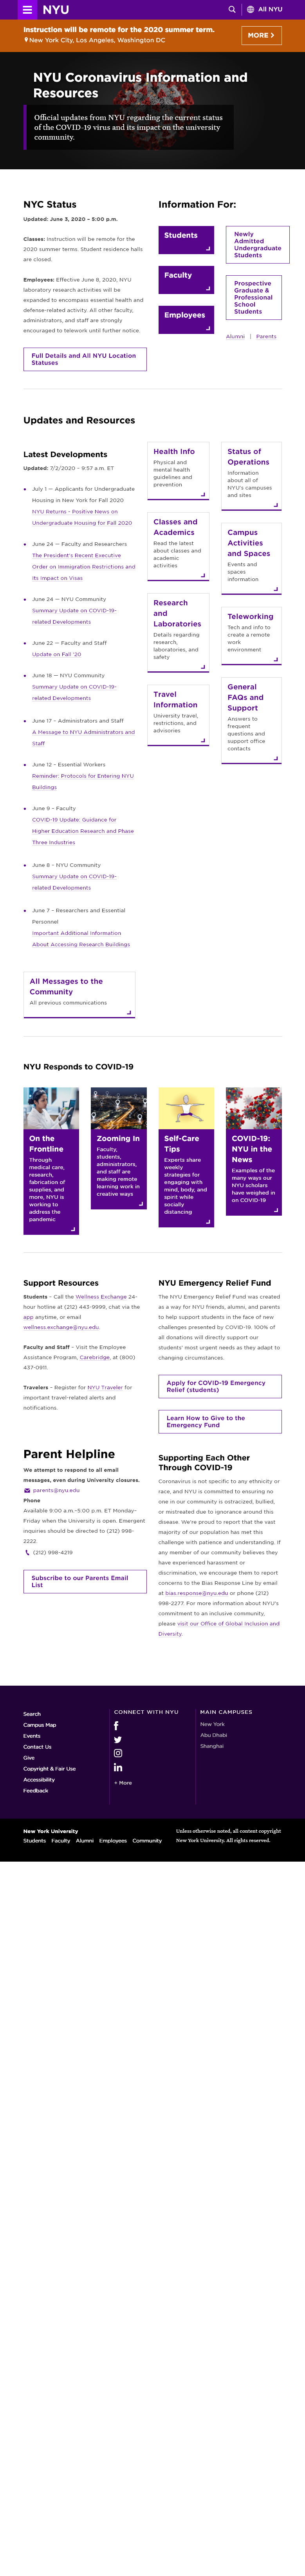 NYU
All NYU
Instruction will be remote for the 2020 summer term.
New York City, Los Angeles, Washington DC
MORE
NYU Coronavirus Information and
Resources
Official updates from NYU regarding the current status
of the COVID-19 virus and its impact on the university
community.
NYC Status
Updated: June 3, 2020 – 5:00 p.m.
Classes: Instruction will be remote for the
2020 summer term. Student residence halls
are closed.
Employees: Effective June 8, 2020, NYU
laboratory research activities will be
expanded to encompass essential health and
defense-related activity. All other faculty,
administrators, and staff are strongly
encouraged to telework until further notice.
Full Details and All NYU Location
Statuses
Information For:
Students
Faculty
Employees
Newly
Admitted
Undergraduate
Students
Prospective
Graduate &
Professional
School
Students
Alumni | Parents
Updates and Resources
Latest Developments
Updated: 7/2/2020 – 9:57 a.m. ET
July 1 — Applicants for Undergraduate
Housing in New York for Fall 2020
NYU Returns – Positive News on
Undergraduate Housing for Fall 2020
June 24 — Faculty and Researchers
The President's Recent Executive
Order on Immigration Restrictions and
its Impact on Visas
June 24 — NYU Community
Summary Update on COVID-19-
related Developments
June 22 — Faculty and Staff
Update on Fall '20
June 18 — NYU Community
Summary Update on COVID-19-
related Developments
June 17 – Administrators and Staff
A Message to NYU Administrators and
Staff
June 12 – Essential Workers
Reminder: Protocols for Entering NYU
Buildings
June 9 – Faculty
COVID-19 Update: Guidance for
Higher Education Research and Phase
Three Industries
June 8 – NYU Community
Summary Update on COVID-19-
related Developments
June 7 – Researchers and Essential
Personnel
Important Additional Information
About Accessing Research Buildings
All Messages to the
Community
All previous communications
Health Info
Physical and
mental health
guidelines and
prevention
Classes and
Academics
Read the latest
about classes and
academic
activities
Research
and
Laboratories
Details regarding
research,
laboratories, and
safety
Travel
Information
University travel,
restrictions, and
advisories
Status of
Operations
Information
about all of
NYU's campuses
and sites
Campus
Activities
and Spaces
Events and
spaces
information
Teleworking
Tech and info to
create a remote
work
environment
General
FAQs and
Support
Answers to
frequent
questions and
support office
contacts
NYU Responds to COVID-19
On the
Frontline
Through
medical care,
research,
fabrication of
supplies, and
more, NYU is
working to
address the
pandemic
Zooming In
Faculty,
students,
administrators,
and staff are
making remote
learning work in
creative ways
Self-Care
Tips
Experts share
weekly
strategies for
engaging with
mind, body, and
spirit while
socially
distancing
COVID-19:
NYU in the
News
Examples of the
many ways our
NYU scholars
have weighed in
on COVID-19
Support Resources
Students – Call the Wellness Exchange 24-
hour hotline at (212) 443-9999, chat via the
app anytime, or email
wellness.exchange@nyu.edu.
Faculty and Staff – Visit the Employee
Assistance Program, Carebridge, at (800)
437-0911.
Travelers – Register for NYU Traveler for
important travel-related alerts and
notifications.
Parent Helpline
We attempt to respond to all email
messages, even during University closures.
parents@nyu.edu
Phone
Available 9:00 a.m.-5:00 p.m. ET Monday-
Friday when the University is open. Emergent
inquiries should be directed to (212) 998-
2222.
(212) 998-4219
Subscribe to our Parents Email
List
NYU Emergency Relief Fund
The NYU Emergency Relief Fund was created
as a way for NYU friends, alumni, and parents
to help support students in the face of new
challenges presented by COVID-19. 100% of
all donations will directly support our
students' most urgent needs as they adapt to
changing circumstances.
Apply for COVID-19 Emergency
Relief (students)
Learn How to Give to the
Emergency Fund
Supporting Each Other
Through COVID-19
Coronavirus is not specific to any ethnicity or
race, and NYU is committed to ensuring no
one in our community is ostracized, bullied,
or mistreated due to ignorance around this
disease. We're proud to report that the vast
majority of our population has met this
challenge with patience and understanding. If
any member of our community believes they
have experienced harassment or
discrimination, we encourage them to report
concerns to the Bias Response Line by email
at bias.response@nyu.edu or phone (212)
998-2277. For more information about NYU's
commitment to an inclusive community,
please visit our Office of Global Inclusion and
Diversity.
Search
Campus Map
Events
Contact Us
Give
Copyright & Fair Use
Accessibility
Feedback
CONNECT WITH NYU
+ More
MAIN CAMPUSES
New York
Abu Dhabi
Shanghai
New York University
Students Faculty Alumni Employees Community
Unless otherwise noted, all content copyright
New York University. All rights reserved.